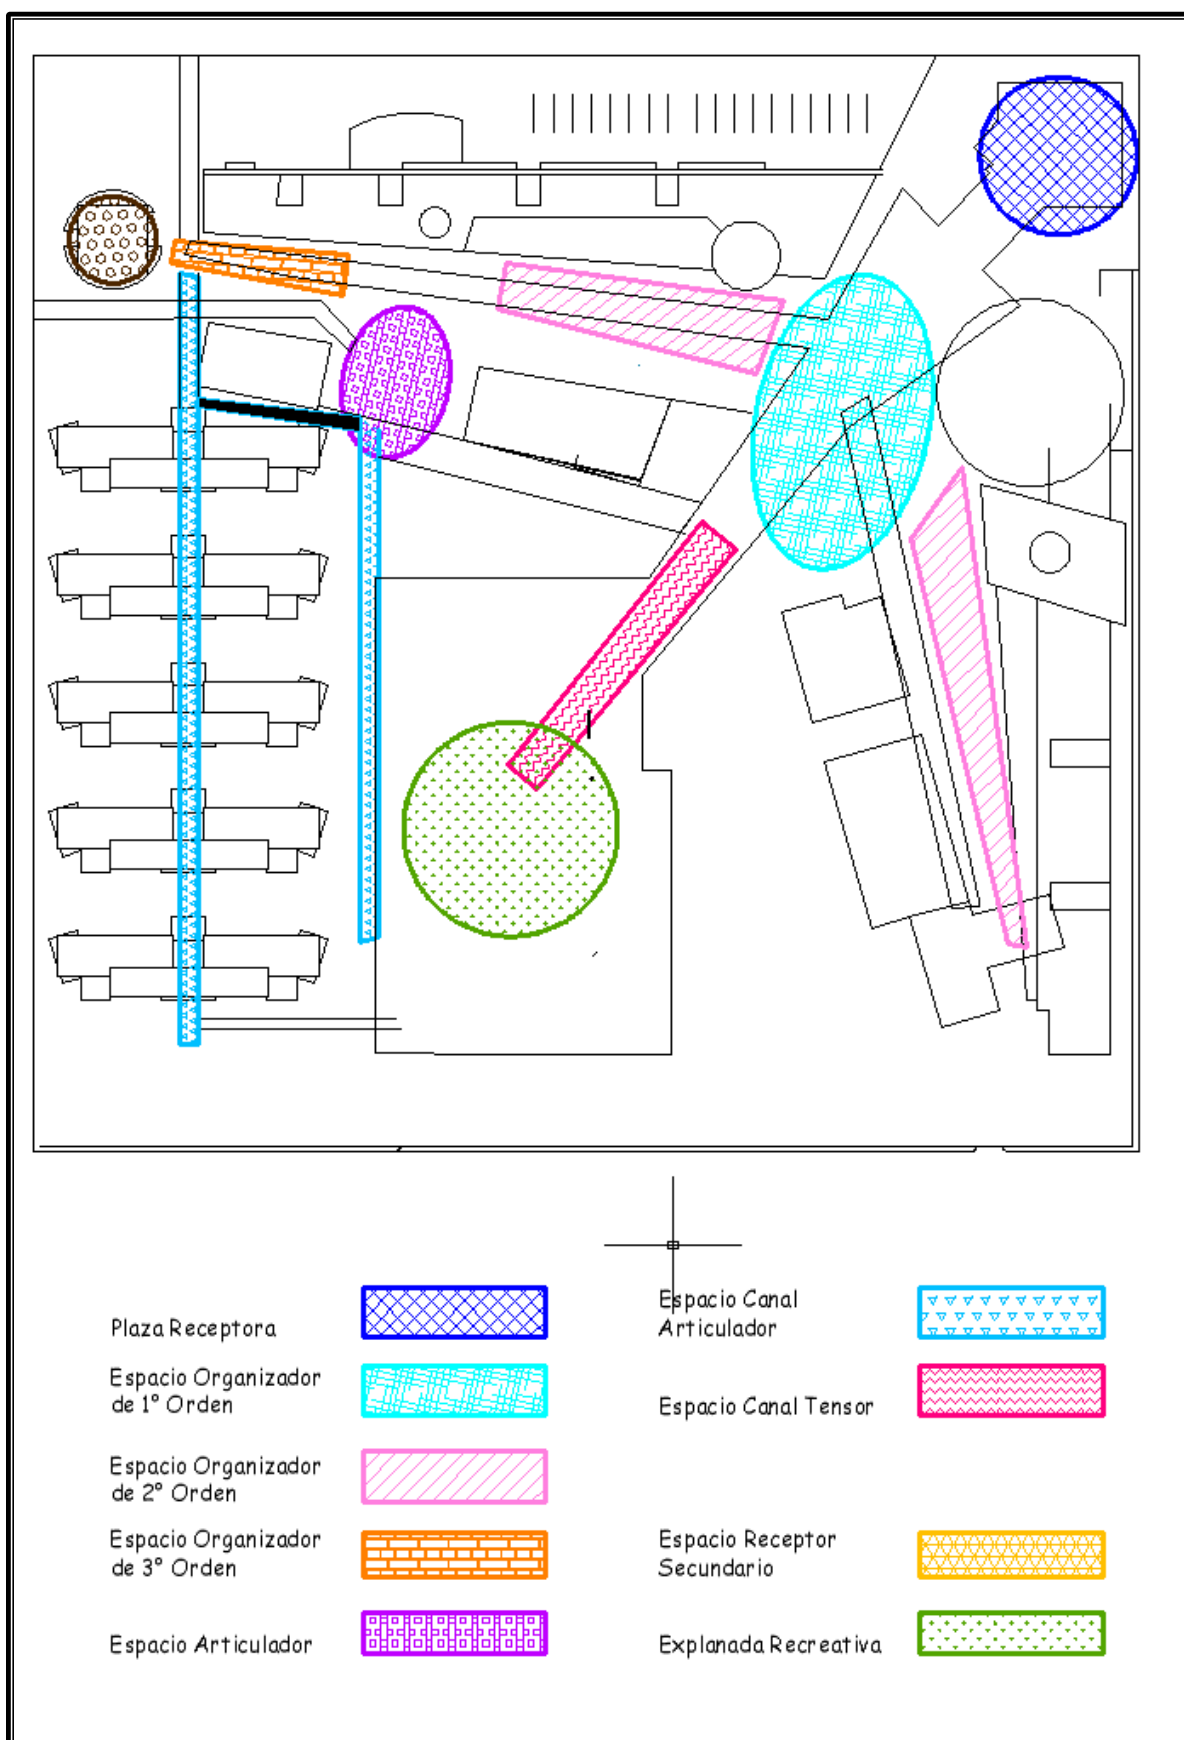 Plaza Receptora
Espacio Organizador
de 1° Orden
Espacio Organizador
de 2° Orden
Espacio Organizador
de 3° Orden
Espacio Articulador
Espacio Canal
Articulador
Espacio Canal Tensor
Espacio Receptor
Secundario
Explanada Recreativa